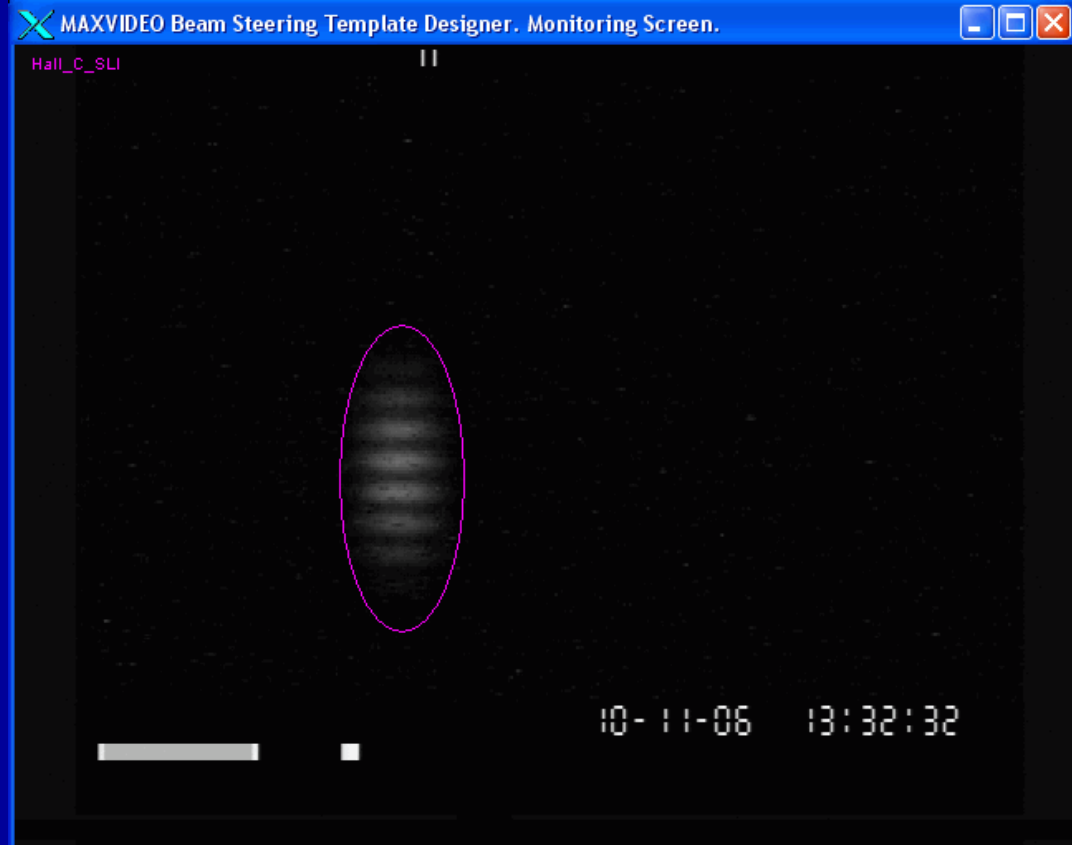 MAXVIDEO Beam Steering Template Designer. Monitoring Screen.
Hall_C_SLI
10-11-06 13:32:32